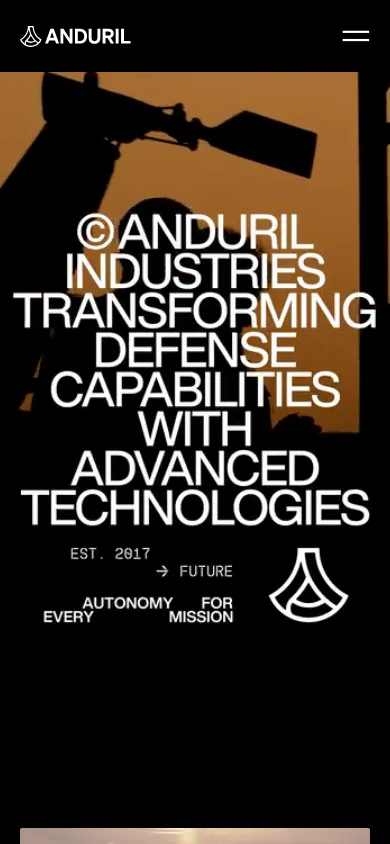 ANDURIL
©ANDURIL
INDUSTRIES
TRANSFORMING
DEFENSE
CAPABILITIES
WITH
ADVANCED
TECHNOLOGIES
EST. 2017
→ FUTURE
AUTONOMY FOR
EVERY MISSION